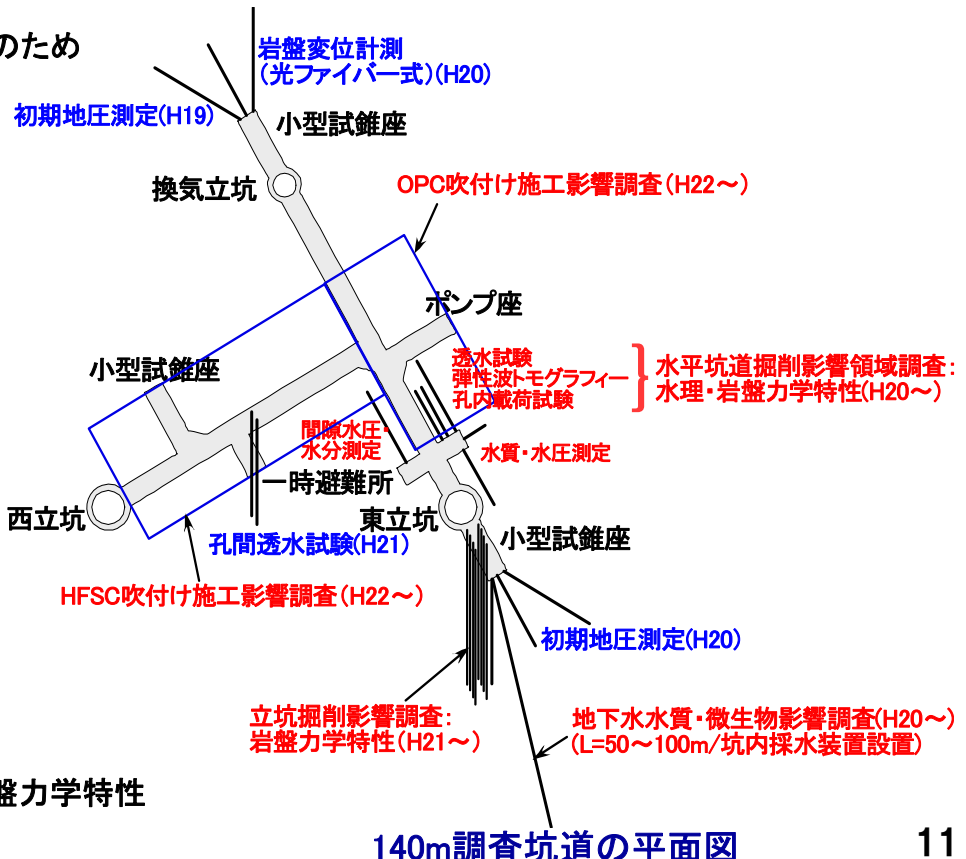 のため
岩盤変位計測
(光ファイバー式)(H20)
初期地圧測定(H19)
小型試錐座
換気立坑
OPC吹付け施工影響調査(H22～)
ポンプ座
小型試錐座
透水試験
弾性波トモグラフィー
孔内載荷試験
水平坑道掘削影響領域調査：
水理・岩盤力学特性(H20～)
間隙水圧・
水分測定
水質・水圧測定
一時避難所
西立坑
東立坑
孔間透水試験(H21)
小型試錐座
HFSC吹付け施工影響調査(H22～)
初期地圧測定(H20)
立坑掘削影響調査：
岩盤力学特性(H21～)
地下水水質・微生物影響調査(H20～)
(L=50～100m/坑内採水装置設置)
盤力学特性
140m調査坑道の平面図
11